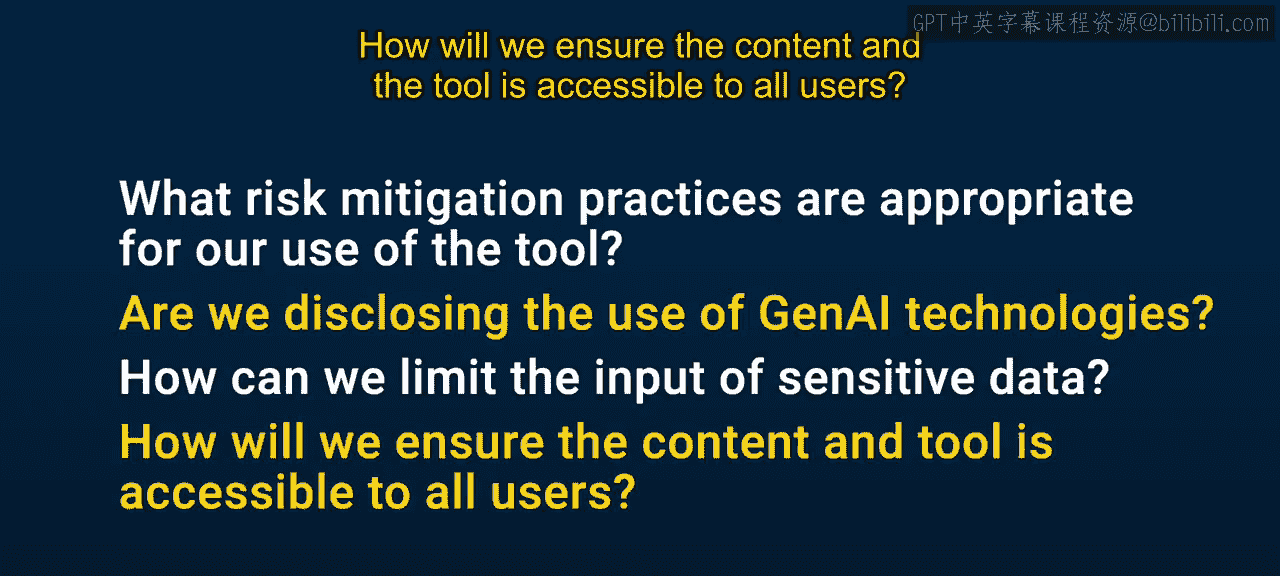 GPT中英字幕课程资源@bilibili.com
How will we ensure the content and
the tool is accessible to all users?
What risk mitigation practices are appropriate
for our use of the tool?
Are we disclosing the use of GenAI technologies?
How can we limit the input of sensitive data?
How will we ensure the content and tool is
accessible to all users?